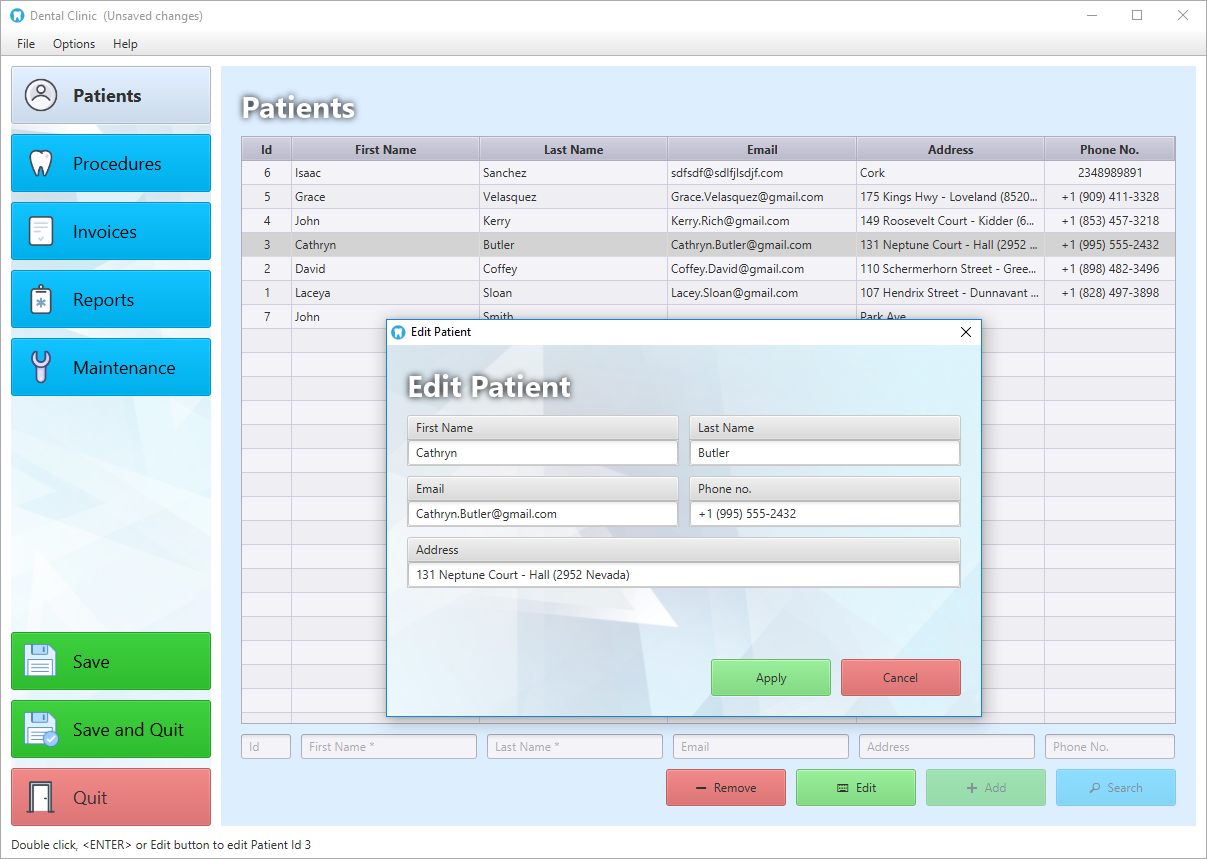 Dental Clinic (Unsaved changes)
File Options Help
Patients
Procedures
Invoices
Reports
Maintenance
Save
Save and Quit
Quit
Patients
Id First Name Last Name Email Address Phone No.
6 Isaac Sanchez sdfsdf@sdlfjlsdjf.com Cork 2348989891
5 Grace Velasquez Grace.Velasquez@gmail.com 175 Kings Hwy - Loveland (8520... +1 (909) 411-3328
4 John Kerry Kerry.Rich@gmail.com 149 Roosevelt Court - Kidder (6... +1 (853) 457-3218
3 Cathryn Butler Cathryn.Butler@gmail.com 131 Neptune Court - Hall (2952 ... +1 (995) 555-2432
2 David Coffey Coffey.David@gmail.com 110 Schermerhorn Street - Gree... +1 (898) 482-3496
1 Laceya Sloan Lacey.Sloan@gmail.com 107 Hendrix Street - Dunnavant ... +1 (828) 497-3898
7 John Smith Park Ave
Edit Patient
Edit Patient
First Name Last Name
Cathryn Butler
Email Phone no.
Cathryn.Butler@gmail.com +1 (995) 555-2432
Address
131 Neptune Court - Hall (2952 Nevada)
Apply Cancel
Id First Name * Last Name * Email Address Phone No.
Remove Edit Add Search
Double click, <ENTER> or Edit button to edit Patient Id 3